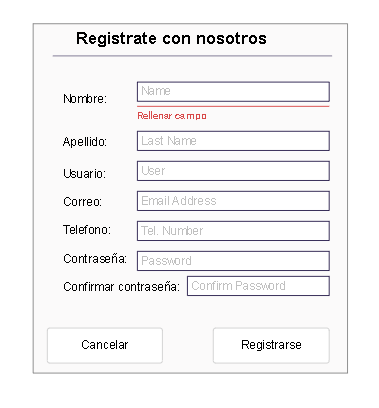 Registrate con nosotros
Nombre: Name
Rellenar campo
Apellido: Last Name
Usuario: User
Correo: Email Address
Telefono: Tel. Number
Contraseña: Password
Confirmar contraseña: Confirm Password
Cancelar Registrarse